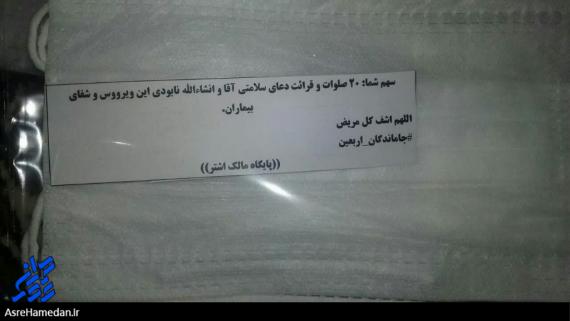 سهم شما: ۲۰ صلوات و قرائت دعای سلامتی آقا و انشاءالله نابودی این ویرووس و شفای
بیماران.
اللهم اشف کل مریض
#جاماندگان_اربعین
((پایگاه مالک اشتر))
AsreHamedan.ir